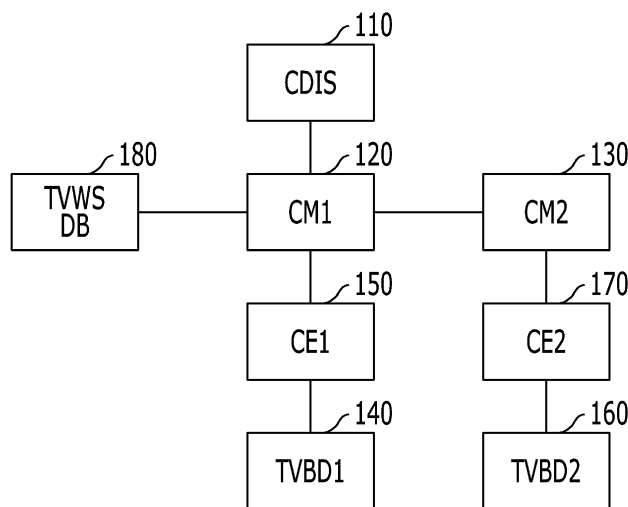 110
CDIS
180
120
130
TVWS
DB
CM1
CM2
150
170
CE1
CE2
140
160
TVBD1
TVBD2